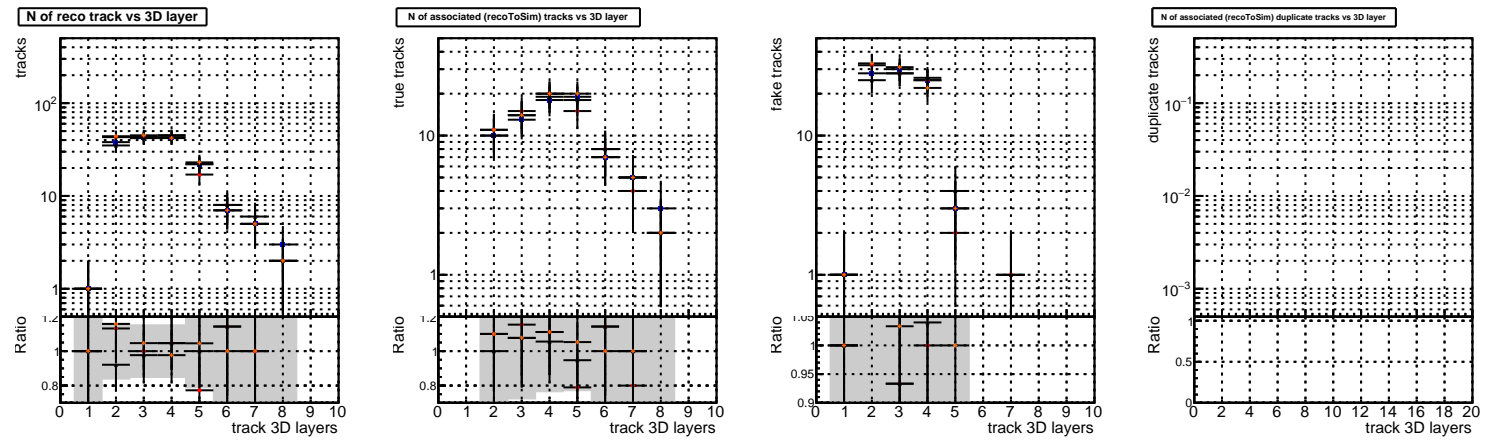 N of reco track vs 3D layer
tracks
10²
10
1
Ratio
1.2
1
0.8
0 1 2 3 4 5 6 7 8 9 10
track 3D layers
N of associated (recoToSim) tracks vs 3D layer
true tracks
10
1
Ratio
1.2
1
0.8
0 1 2 3 4 5 6 7 8 9 10
track 3D layers
fake tracks
10
1
Ratio
1.05
1
0.95
0.9
0 1 2 3 4 5 6 7 8 9 10
track 3D layers
N of associated (recoToSim) duplicate tracks vs 3D layer
duplicate tracks
10⁻¹
10⁻²
10⁻³
Ratio
1
0.5
0
0 2 4 6 8 10 12 14 16 18 20
track 3D layers